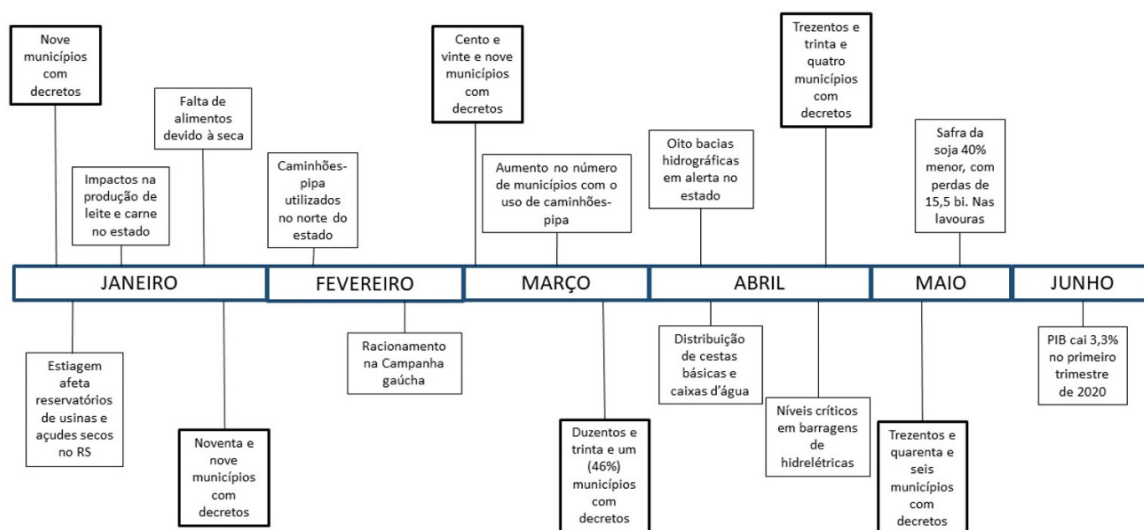 Nove
municípios
com
decretos
Falta de
alimentos
devido à seca
Impactos na
produção de
leite e carne
no estado
Caminhões-
pipa
utilizados
no norte do
estado
Cento e
vinte e nove
municípios
com
decretos
Aumento no número
de municípios com o
uso de caminhões-
pipa
Oito bacias
hidrográficas
em alerta no
estado
Trezentos e
trinta e
quatro
municípios
com
decretos
Safra da
soja 40%
menor, com
perdas de
15,5 bi. Nas
lavouras
JANEIRO
FEVEREIRO
MARÇO
ABRIL
MAIO
JUNHO
Estiagem
afeta
reservatórios
de usinas e
açudes secos
no RS
Noventa e
nove
municípios
com
decretos
Racionamento
na Campanha
gaúcha
Duzentos e
trinta e um
(46%)
municípios
com
decretos
Distribuição
de cestas
básicas e
caixas d’água
Níveis críticos
em barragens
de
hidrelétricas
Trezentos e
quarenta e
seis
municípios
com
decretos
PIB cai 3,3%
no primeiro
trimestre
de 2020